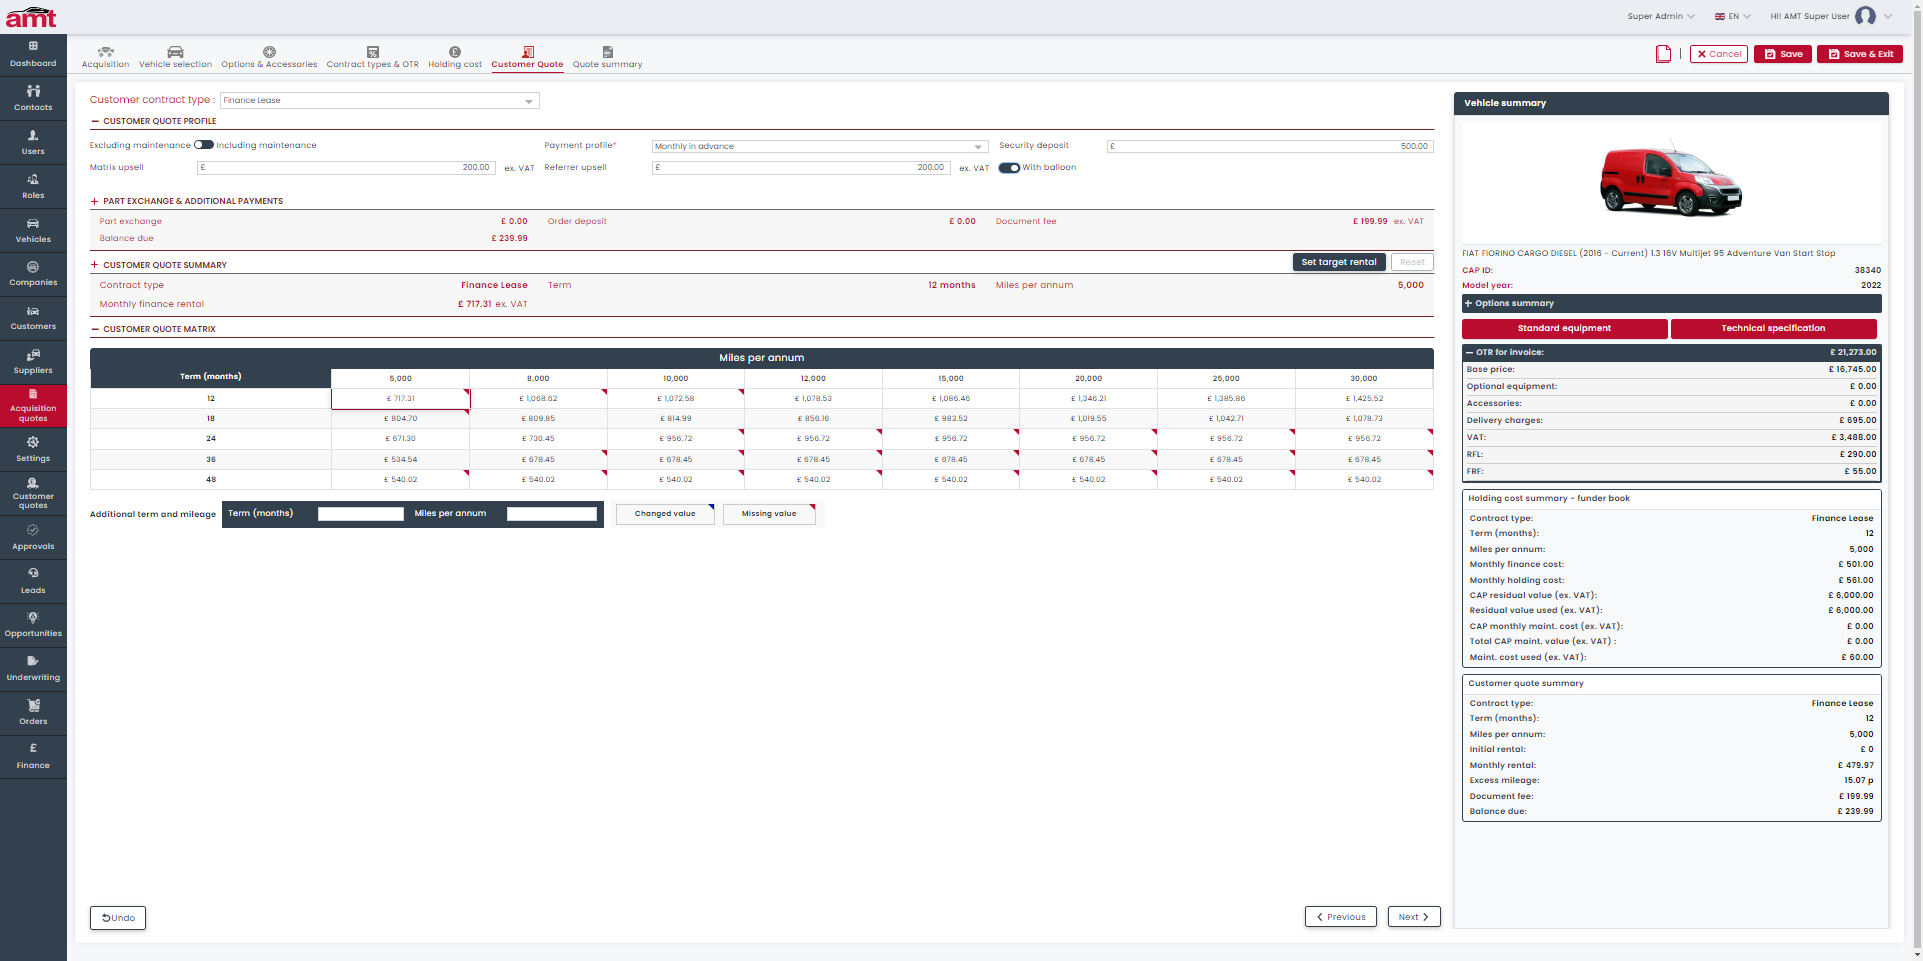 amt
Super Admin
EN
Hi! AMT Super User
Dashboard
Contacts
Users
Roles
Vehicles
Companies
Customers
Suppliers
Acquisition
quotes
Settings
Customer
quotes
Approvals
Leads
Opportunities
Underwriting
Orders
£
Finance
Acquisition
Vehicle selection
Options & Accessories
Contract types & OTR
Holding cost
Customer Quote
Quote summary
Cancel
Save
Save & Exit
Customer contract type : Finance Lease
CUSTOMER QUOTE PROFILE
Excluding maintenance Including maintenance Payment profile* Monthly in advance Security deposit £ 500.00
Matrix upsell £ 200.00 ex. VAT Referrer upsell £ 200.00 ex. VAT With balloon
+ PART EXCHANGE & ADDITIONAL PAYMENTS
Part exchange £ 0.00 Order deposit £ 0.00 Document fee £ 199.99 ex. VAT
Balance due £ 239.99
+ CUSTOMER QUOTE SUMMARY Set target rental Reset
Contract type Finance Lease Term 12 months Miles per annum 5,000
Monthly finance rental £ 717.31 ex. VAT
CUSTOMER QUOTE MATRIX
Miles per annum
Term (months) 5,000 8,000 10,000 12,000 15,000 20,000 25,000 30,000
12 £ 717.31 £ 1,068.62 £ 1,072.58 £ 1,078.53 £ 1,086.46 £ 1,346.21 £ 1,385.86 £ 1,425.52
18 £ 804.70 £ 809.85 £ 814.99 £ 856.16 £ 983.52 £ 1,019.55 £ 1,042.71 £ 1,078.73
24 £ 671.30 £ 730.45 £ 956.72 £ 956.72 £ 956.72 £ 956.72 £ 956.72 £ 956.72
36 £ 534.54 £ 678.45 £ 678.45 £ 678.45 £ 678.45 £ 678.45 £ 678.45 £ 678.45
48 £ 540.02 £ 540.02 £ 540.02 £ 540.02 £ 540.02 £ 540.02 £ 540.02 £ 540.02
Additional term and mileage Term (months) Miles per annum Changed value Missing value
Undo
Previous
Next
Vehicle summary
FIAT FIORINO CARGO DIESEL (2016 - Current) 1.3 16V Multijet 95 Adventure Van Start Stop
CAP ID: 38340
Model year: 2022
+ Options summary
Standard equipment Technical specification
OTR for invoice: £ 21,273.00
Base price: £ 16,745.00
Optional equipment: £ 0.00
Accessories: £ 0.00
Delivery charges: £ 695.00
VAT: £ 3,488.00
RFL: £ 290.00
FRF: £ 55.00
Holding cost summary - funder book
Contract type: Finance Lease
Term (months): 12
Miles per annum: 5,000
Monthly finance cost: £ 501.00
Monthly holding cost: £ 561.00
CAP residual value (ex. VAT): £ 6,000.00
Residual value used (ex. VAT): £ 6,000.00
CAP monthly maint. cost (ex. VAT): £ 0.00
Total CAP maint. value (ex. VAT) : £ 0.00
Maint. cost used (ex. VAT): £ 60.00
Customer quote summary
Contract type: Finance Lease
Term (months): 12
Miles per annum: 5,000
Initial rental: £ 0
Monthly rental: £ 479.97
Excess mileage: 15.07 p
Document fee: £ 199.99
Balance due: £ 239.99